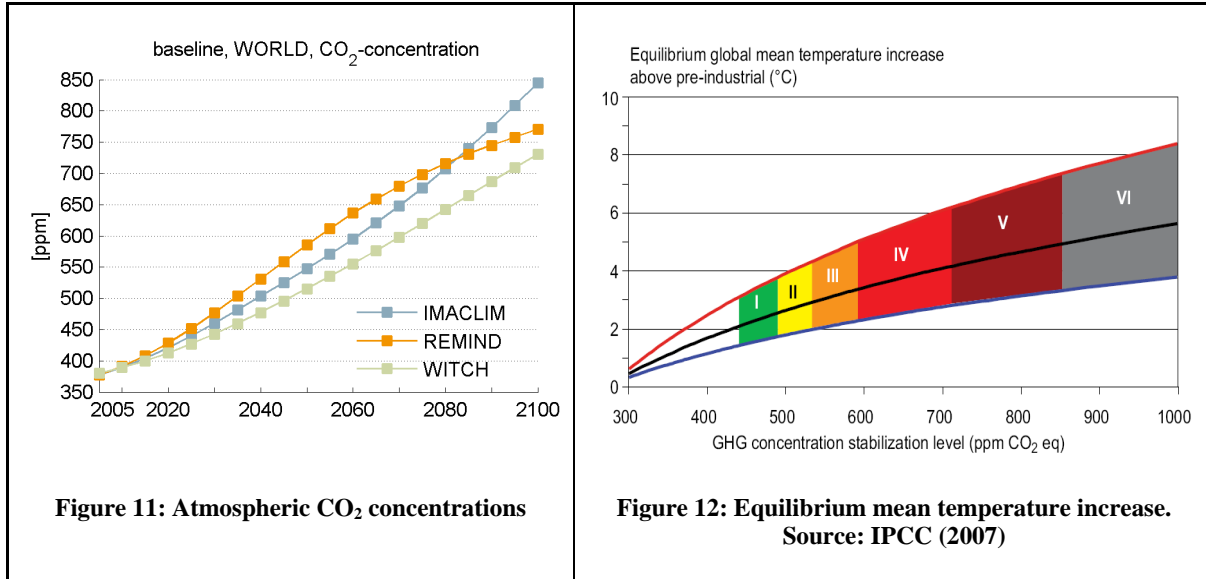 baseline, WORLD, CO2-concentration
850
800
750
700
650
600
550
500
450
400
350
[ppm]
IMACLIM
REMIND
WITCH
2005 2020 2040 2060 2080 2100
Figure 11: Atmospheric CO2 concentrations
Equilibrium global mean temperature increase
above pre-industrial (°C)
10
8
6
4
2
0
I
II
III
IV
V
VI
300 400 500 600 700 800 900 1000
GHG concentration stabilization level (ppm CO2 eq)
Figure 12: Equilibrium mean temperature increase.
Source: IPCC (2007)